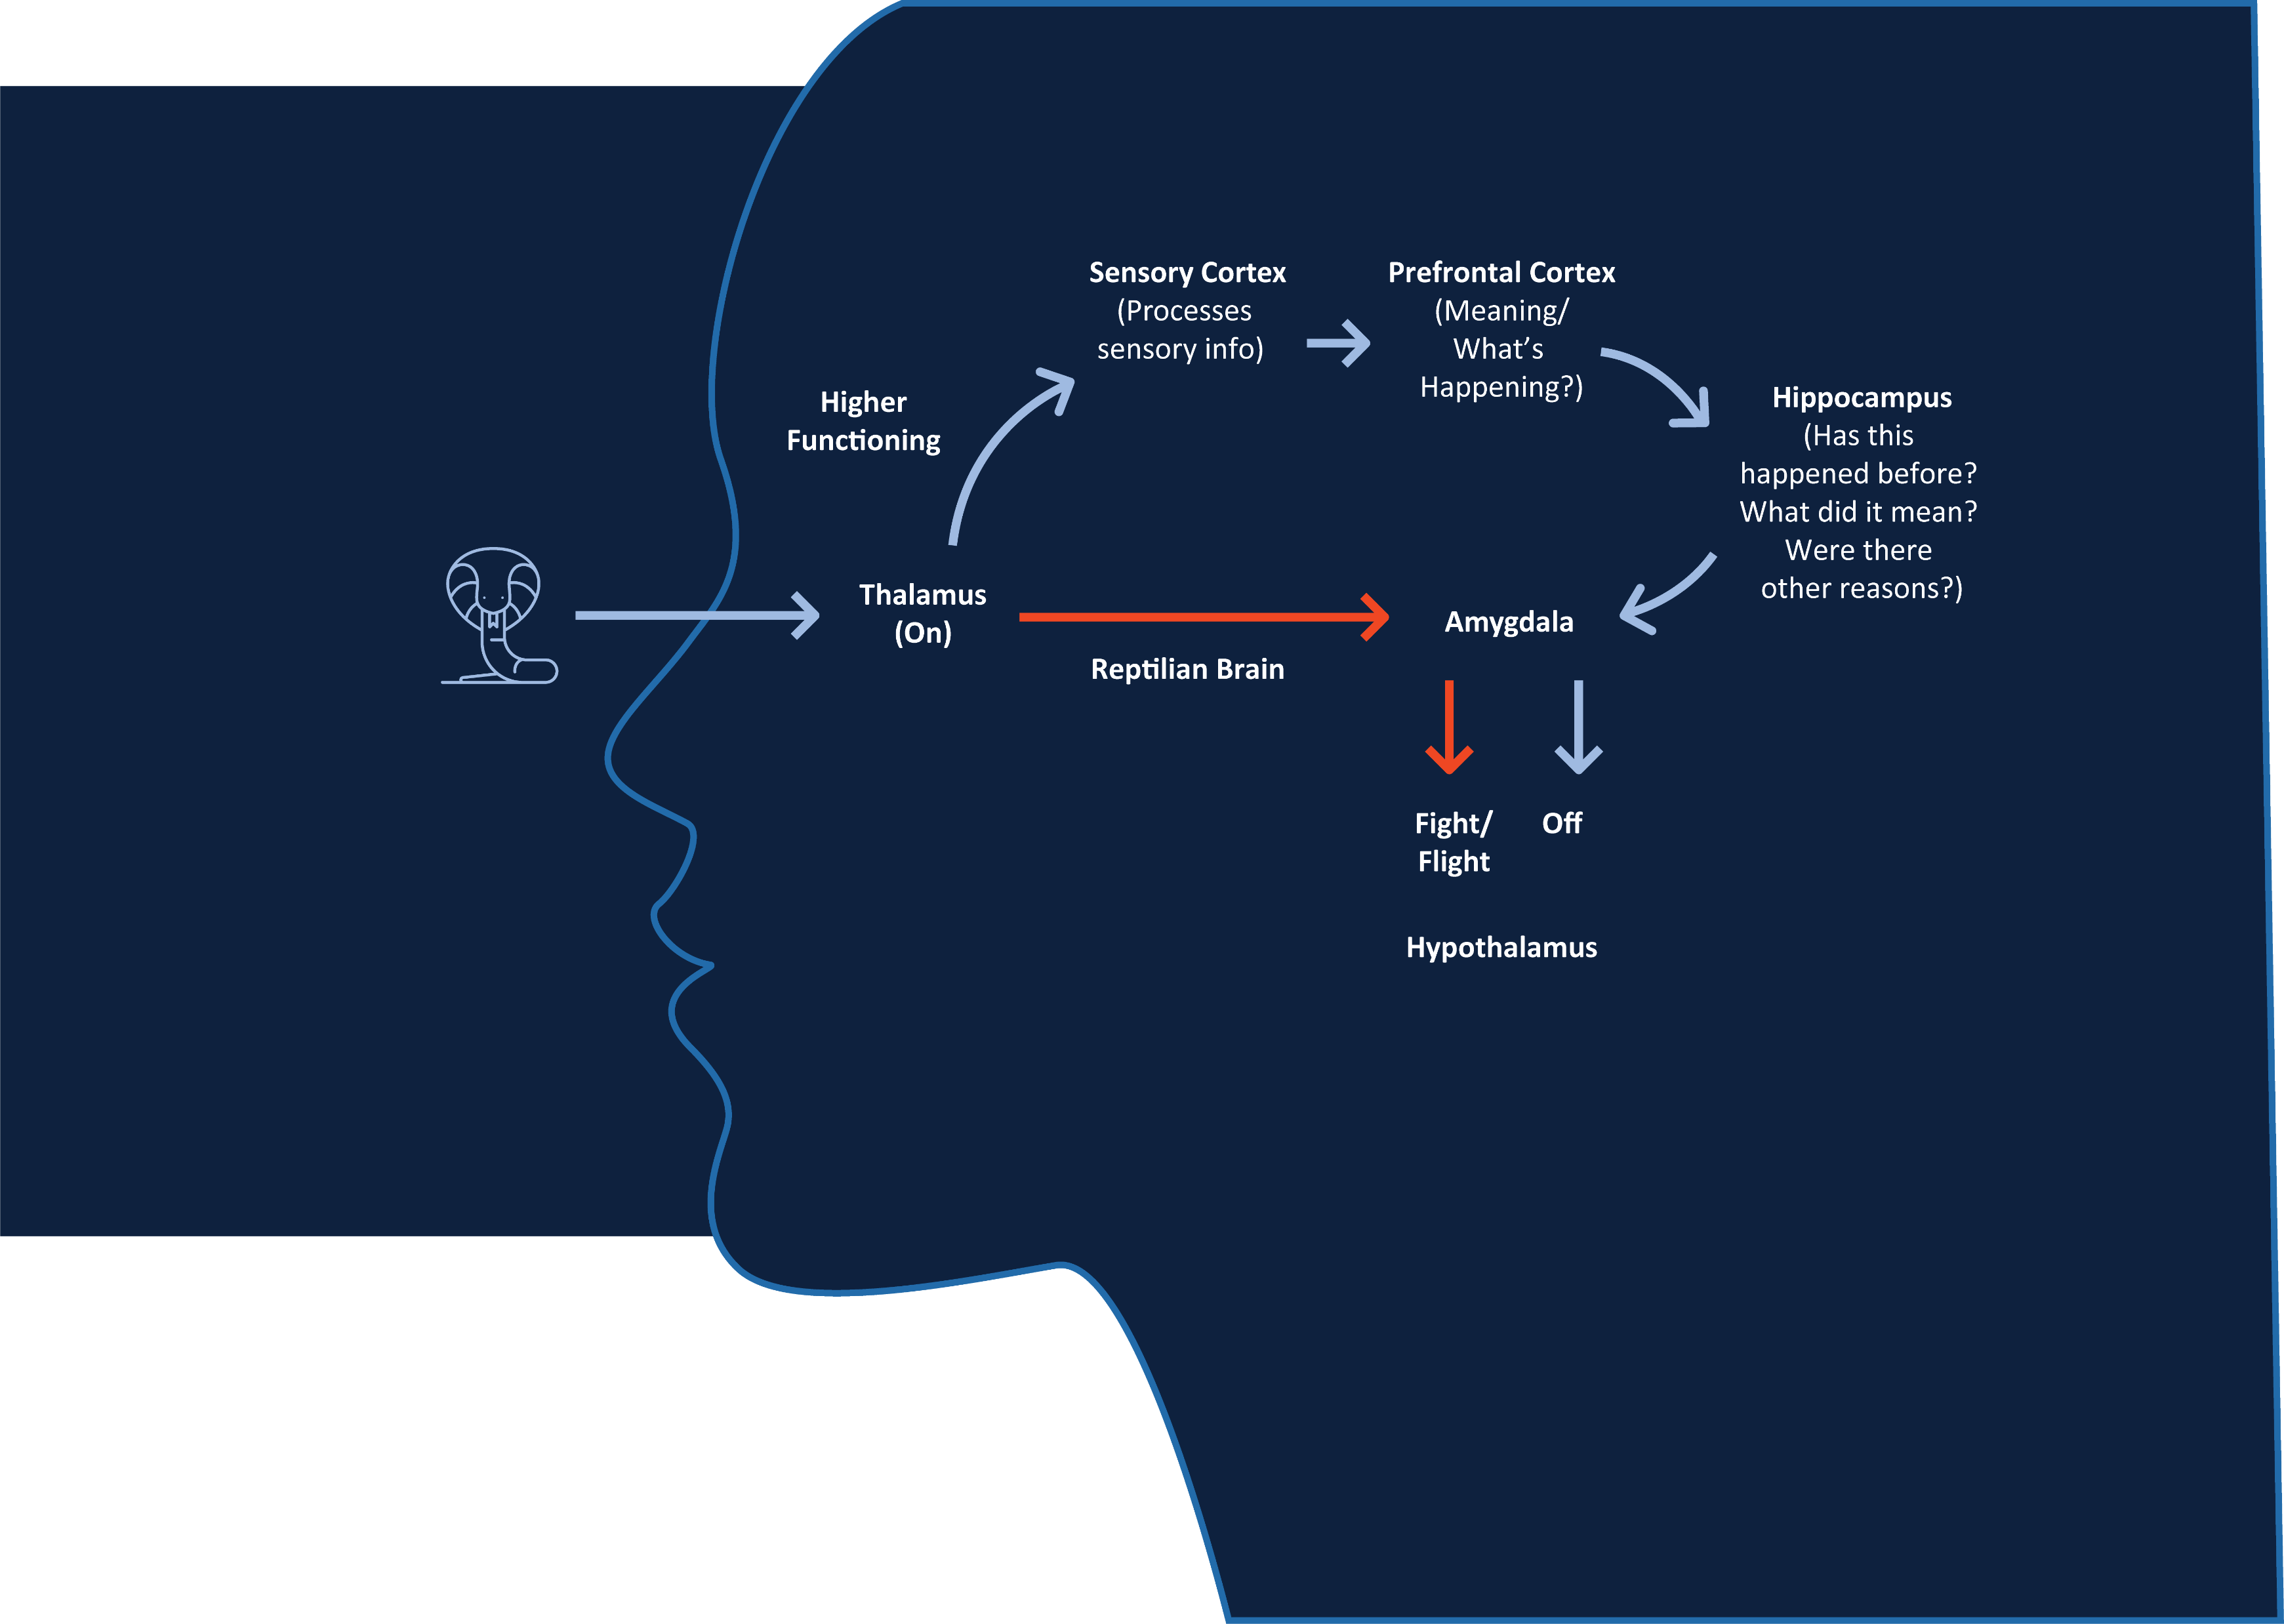 Sensory Cortex
(Processes
sensory info)
Prefrontal Cortex
(Meaning/
What's
Happening?)
Higher
Functioning
Hippocampus
(Has this
happened before?
What did it mean?
Were there
other reasons?)
Thalamus
(On)
Reptilian Brain
Amygdala
Fight/
Flight
Off
Hypothalamus